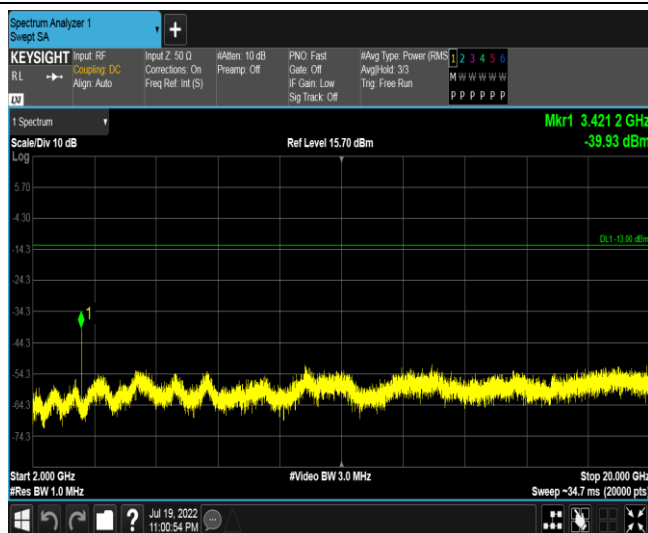 Spectrum Analyzer 1
Swept SA
KEYSIGHT
RL
Input: RF
Coupling: DC
Align: Auto
Input Z: 50 Ω
Corrections: On
Freq Ref: Int (S)
#Atten: 10 dB
Preamp: Off
PNO: Fast
Gate: Off
IF Gain: Low
Sig Track: Off
#Avg Type: Power (RMS
Avg|Hold: 3/3
Trig: Free Run
1 2 3 4 5 6
M W W W W W
P P P P P P
LXI
1 Spectrum
Scale/Div 10 dB
Ref Level 15.70 dBm
Mkr1 3.421 2 GHz
-39.93 dBm
Log
5.70
-4.30
-14.3
-24.3
-34.3
-44.3
-54.3
-64.3
-74.3
DL1 -13.00 dBm
1
Start 2.000 GHz
#Res BW 1.0 MHz
#Video BW 3.0 MHz
Stop 20.000 GHz
Sweep ~34.7 ms (20000 pts)
Jul 19, 2022
11:00:54 PM